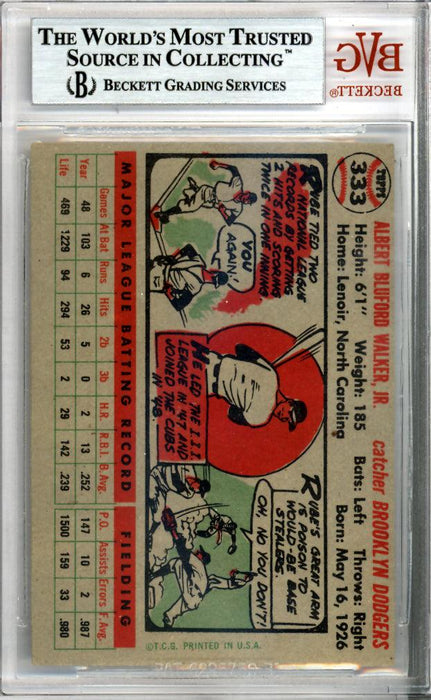 THE WORLD'S MOST TRUSTED
SOURCE IN COLLECTING™
B BECKETT GRADING SERVICES
BVG
BECKETT®
TOPPS
333
ALBERT BLUFORD WALKER, JR. catcher BROOKLYN DODGERS
Height: 6'1" Weight: 185 Bats: Left Throws: Right
Home: Lenoir, North Carolina Born: May 16, 1926
RUBE TIED TWO
NATIONAL LEAGUE
RECORDS BY GETTING
2 HITS AND SCORING
TWICE IN ONE INNING.
YOU
AGAIN!
HE LED THE I.I.I.
LEAGUE IN '47 AND
JOINED THE CUBS
IN '48.
RUBE'S GREAT ARM
IS POISON TO
WOULD-BE BASE
STEALERS.
OH, NO YOU DON'T!
MAJOR LEAGUE BATTING RECORD FIELDING
Games At Bat Runs Hits 2b 3b H.R. R.B.I. B. Avg. P.O. Assists Errors F. Avg.
Year 48 103 6 26 5 0 2 13 .252 147 10 2 .987
Life 469 1229 94 294 53 2 29 142 .239 1500 159 33 .980
©T.C.G. PRINTED IN U.S.A.